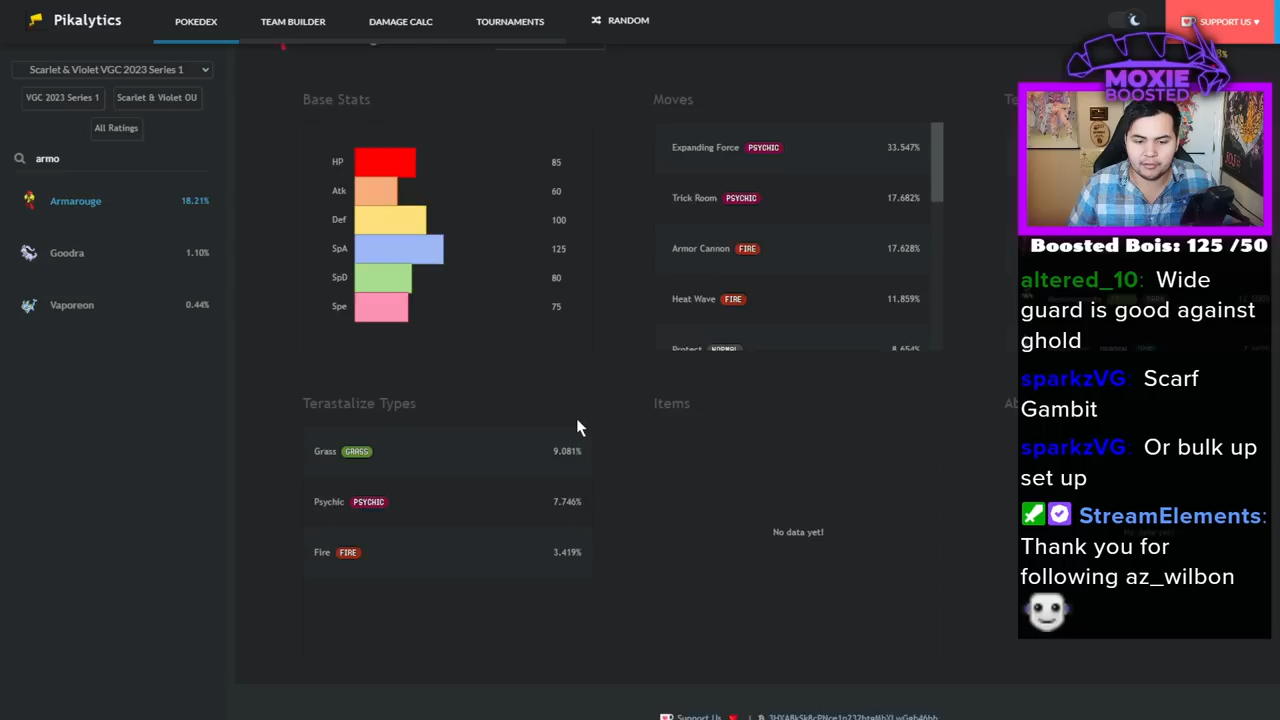 Pikalytics
POKEDEX
TEAM BUILDER
DAMAGE CALC
TOURNAMENTS
RANDOM
SUPPORT US
Scarlet & Violet VGC 2023 Series 1
VGC 2023 Series 1
Scarlet & Violet OU
All Ratings
armo
Armarouge 18.21%
Goodra 1.10%
Vaporeon 0.44%
Base Stats
HP 85
Atk 60
Def 100
SpA 125
SpD 80
Spe 75
Moves
Expanding Force PSYCHIC 33.547%
Trick Room PSYCHIC 17.682%
Armor Cannon FIRE 17.628%
Heat Wave FIRE 11.859%
Protect NORMAL 8.654%
Terastalize Types
Grass GRASS 9.081%
Psychic PSYCHIC 7.746%
Fire FIRE 3.419%
Items
No data yet!
MOXIE
BOOSTED
Boosted Bois: 125 /50
altered_10: Wide
guard is good against
ghold
sparkzVG: Scarf
Gambit
sparkzVG: Or bulk up
set up
StreamElements:
Thank you for
following az_wilbon
Support Us